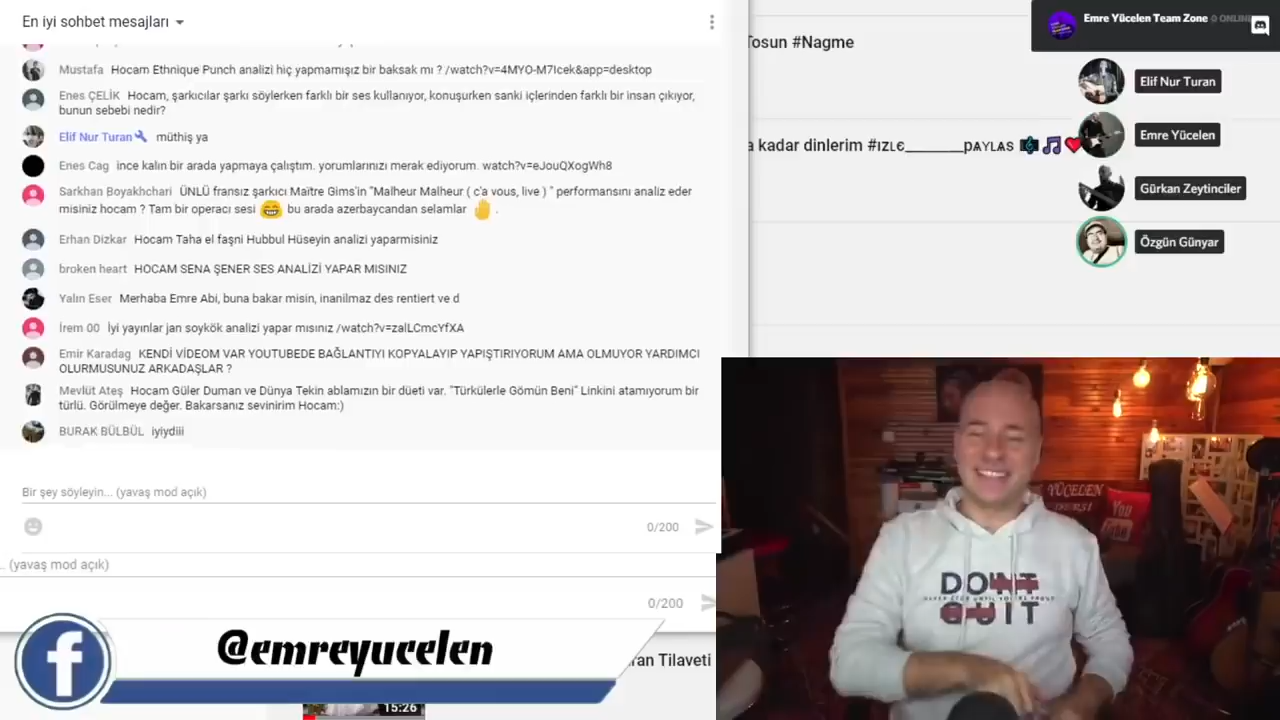 En iyi sohbet mesajları
Mustafa Hocam Ethnique Punch analizi hiç yapmamışız bir baksak mı ? /watch?v=4MYO-M7Icek&app=desktop
Enes ÇELİK Hocam, şarkıcılar şarkı söylerken farklı bir ses kullanıyor, konuşurken sanki içlerinden farklı bir insan çıkıyor,
bunun sebebi nedir?
Elif Nur Turan müthiş ya
Enes Cag ince kalın bir arada yapmaya çalıştım. yorumlarınızı merak ediyorum. watch?v=eJouQXogWh8
Sarkhan Boyakhchari ÜNLÜ fransız şarkıcı Maître Gims'in "Malheur Malheur ( c'a vous, live ) " performansını analiz eder
misiniz hocam ? Tam bir operacı sesi 😁 bu arada azerbaycandan selamlar 🤚 .
Erhan Dizkar Hocam Taha el faşni Hubbul Hüseyin analizi yaparmisiniz
broken heart HOCAM SENA ŞENER SES ANALİZİ YAPAR MISINIZ
Yalın Eser Merhaba Emre Abi, buna bakar misin, inanilmaz des rentiert ve d
İrem 00 İyi yayınlar jan soykök analizi yapar mısınız /watch?v=zalLCmcYfXA
Emir Karadag KENDİ VİDEOM VAR YOUTUBEDE BAĞLANTIYI KOPYALAYIP YAPIŞTIRIYORUM AMA OLMUYOR YARDIMCI
OLURMUSUNUZ ARKADAŞLAR ?
Mevlüt Ateş Hocam Güler Duman ve Dünya Tekin ablamızın bir düeti var. "Türkülerle Gömün Beni" Linkini atamıyorum bir
türlü. Görülmeye değer. Bakarsanız sevinirim Hocam:)
BURAK BÜLBÜL iyiydiii
Bir şey söyleyin... (yavaş mod açık)
0/200
.. (yavaş mod açık)
0/200
@emreyucelen
ran Tilaveti
15:26
Tosun #Nagme
a kadar dinlerim #ızʟє________pᴀʏʟᴀs 🎼🎵❤
Emre Yücelen Team Zone 0 ONLINE
Elif Nur Turan
Emre Yücelen
Gürkan Zeytinciler
Özgün Günyar
YÜCELEN
You
DON'T
QUIT